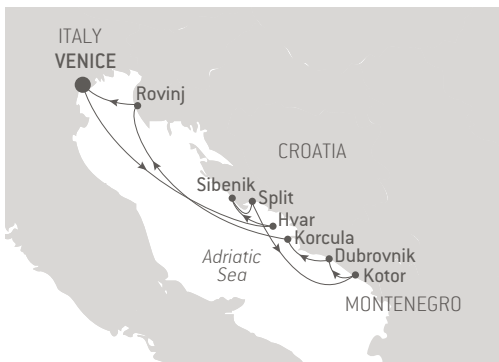 ITALY
VENICE
Rovinj
CROATIA
Sibenik
Split
Hvar
Korcula
Adriatic
Sea
Dubrovnik
Kotor
MONTENEGRO